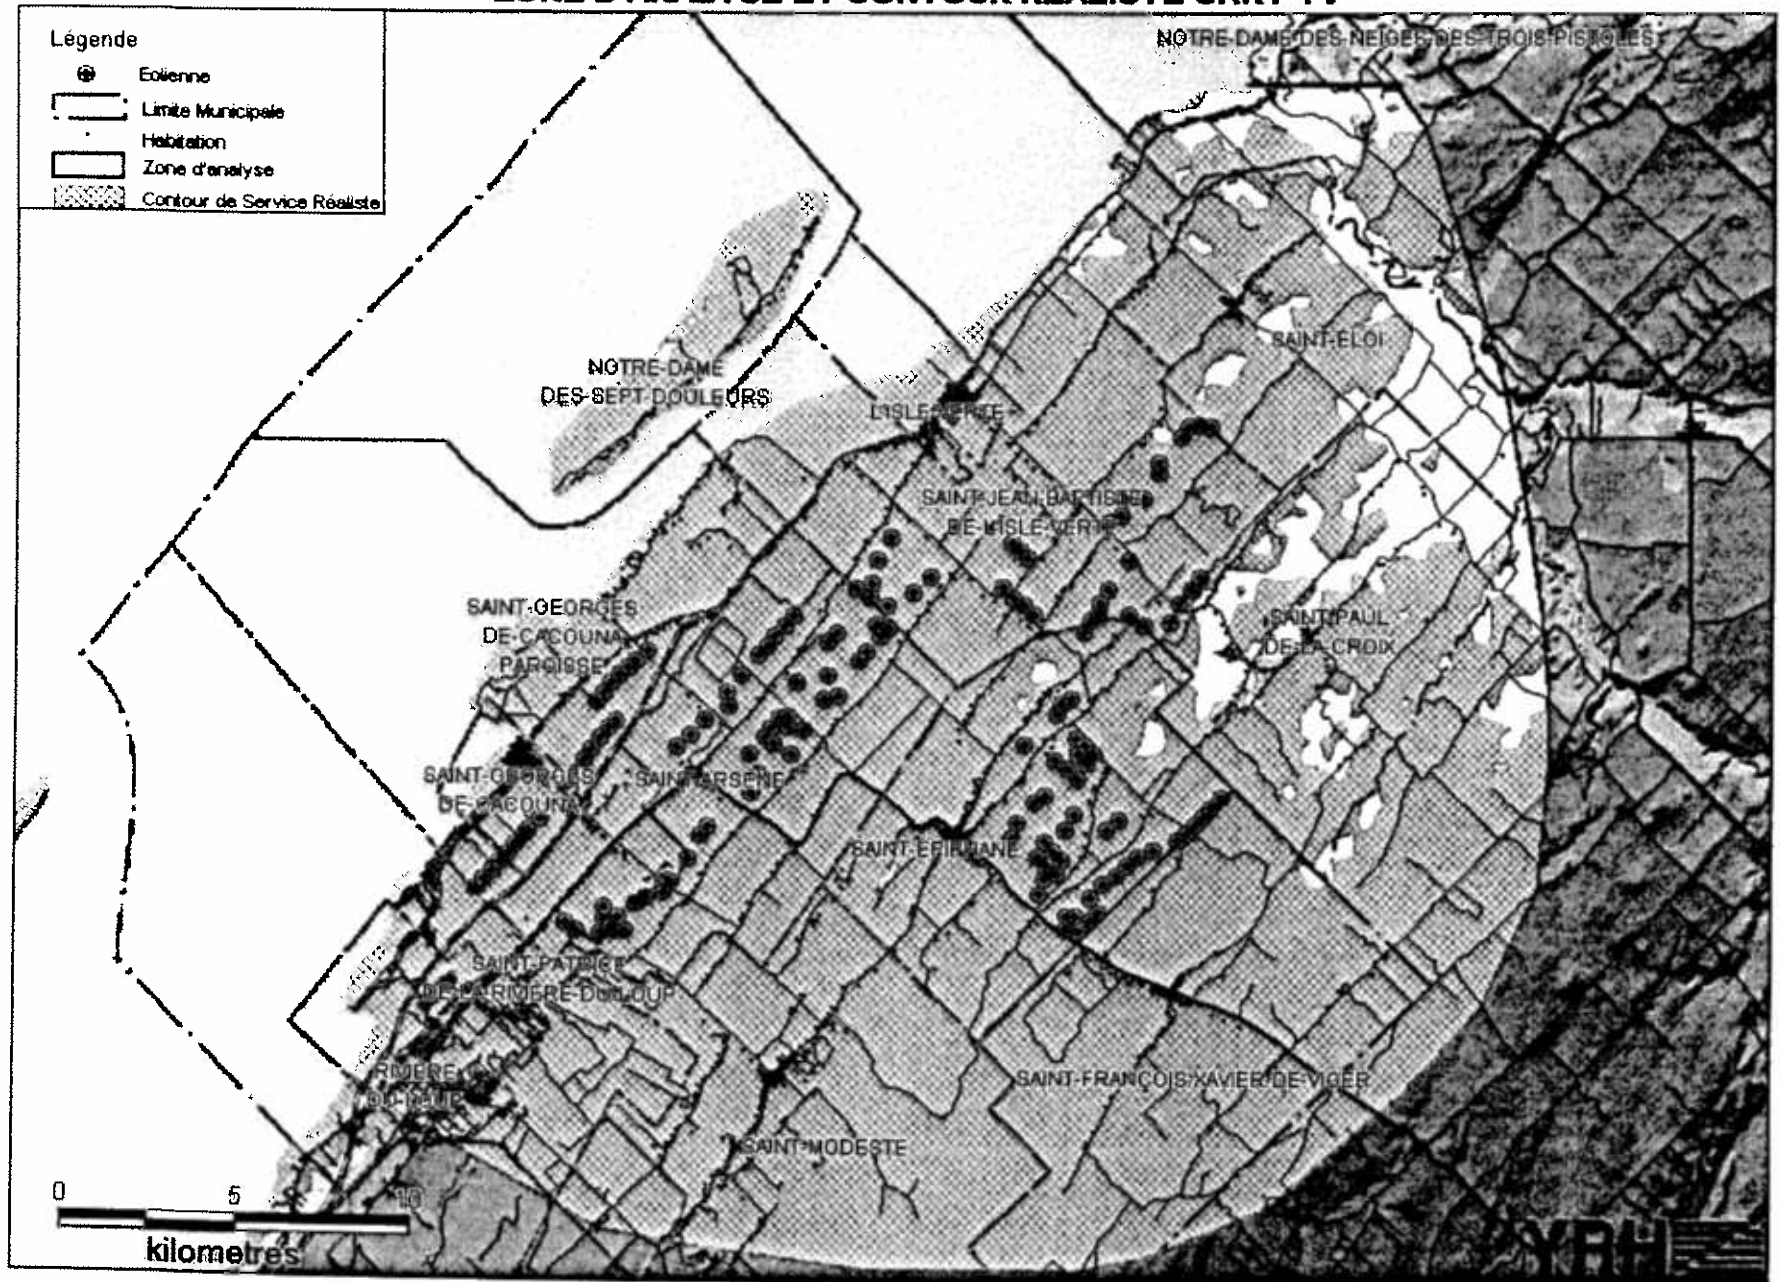 Légende
Eolienne
Limite Municipale
Habitation
Zone d'analyse
Contour de Service Réaliste
NOTRE-DAME-DES-NEIGES-DES-TROIS-PISTOLES
SAINT-ELOI
NOTRE-DAME
DES-SEPT-DOULEURS
L'ISLE-VERTE
SAINT-JEAN-BAPTISTE
DE-L'ISLE-VERTE
SAINT-GEORGES
DE-CACOUNA
PAROISSE
SAINT-PAUL
DE-LA-CROIX
SAINT-GEORGES
DE-CACOUNA
SAINT-ARSENE
SAINT-EPIPHANE
SAINT-PATRICE
DE-LA-RIVIERE-DU-LOUP
RIVIERE
DU-LOUP
SAINT-FRANÇOIS-XAVIER-DE-VIGER
SAINT-MODESTE
0 5 10
kilometres
YRH